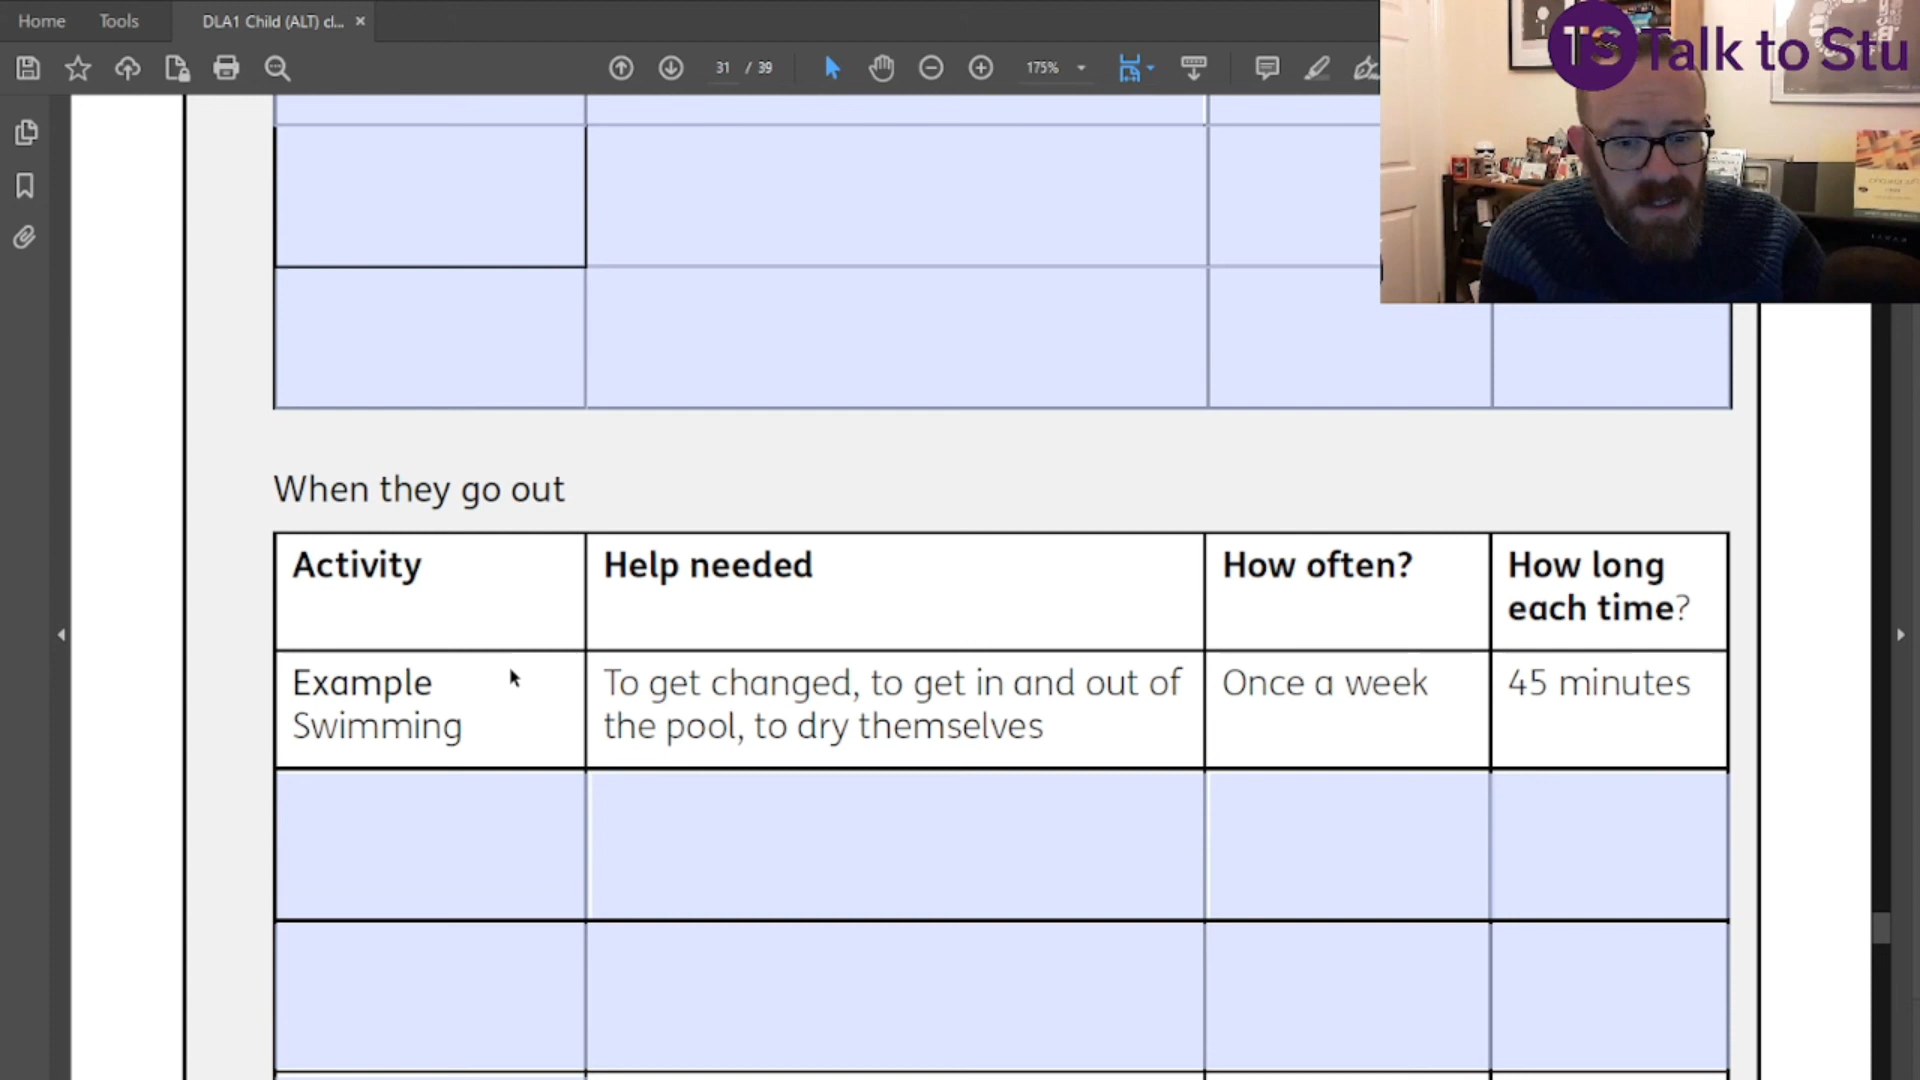 Home Tools DLA1 Child (ALT) cl...
31 / 39 175%
TS Talk to Stu
When they go out
Activity Help needed How often? How long
each time?
Example To get changed, to get in and out of Once a week 45 minutes
Swimming the pool, to dry themselves